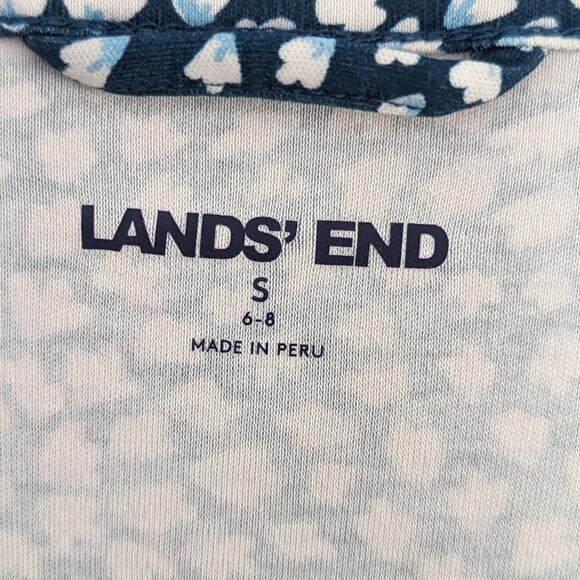 LANDS' END
S
6-8
MADE IN PERU